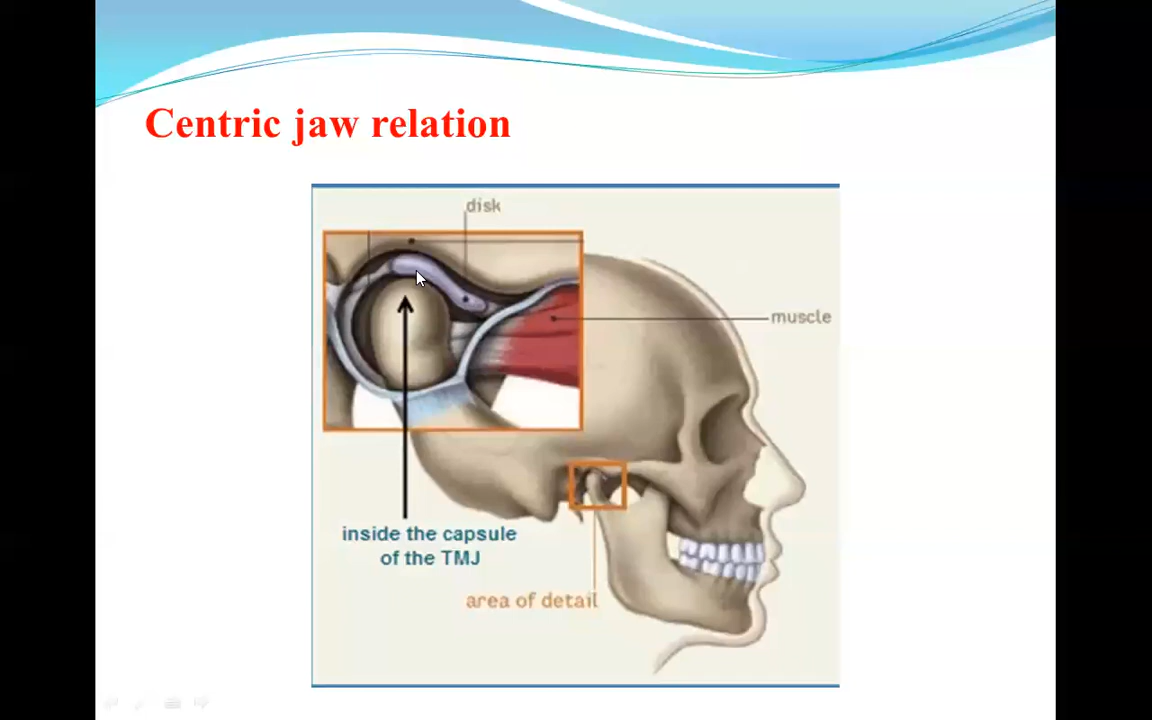 Centric jaw relation
disk
muscle
inside the capsule
of the TMJ
area of detail